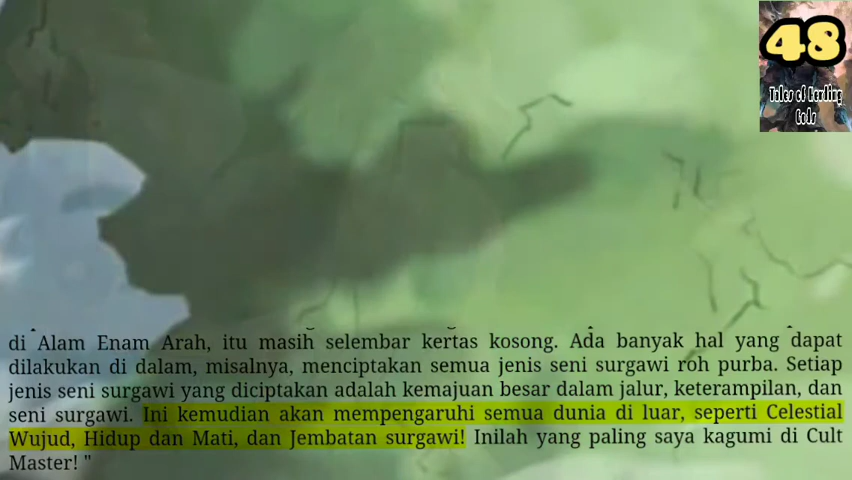 48
Tales of Herding
Gods
di Alam Enam Arah, itu masih selembar kertas kosong. Ada banyak hal yang dapat
dilakukan di dalam, misalnya, menciptakan semua jenis seni surgawi roh purba. Setiap
jenis seni surgawi yang diciptakan adalah kemajuan besar dalam jalur, keterampilan, dan
seni surgawi. Ini kemudian akan mempengaruhi semua dunia di luar, seperti Celestial
Wujud, Hidup dan Mati, dan Jembatan surgawi! Inilah yang paling saya kagumi di Cult
Master! "